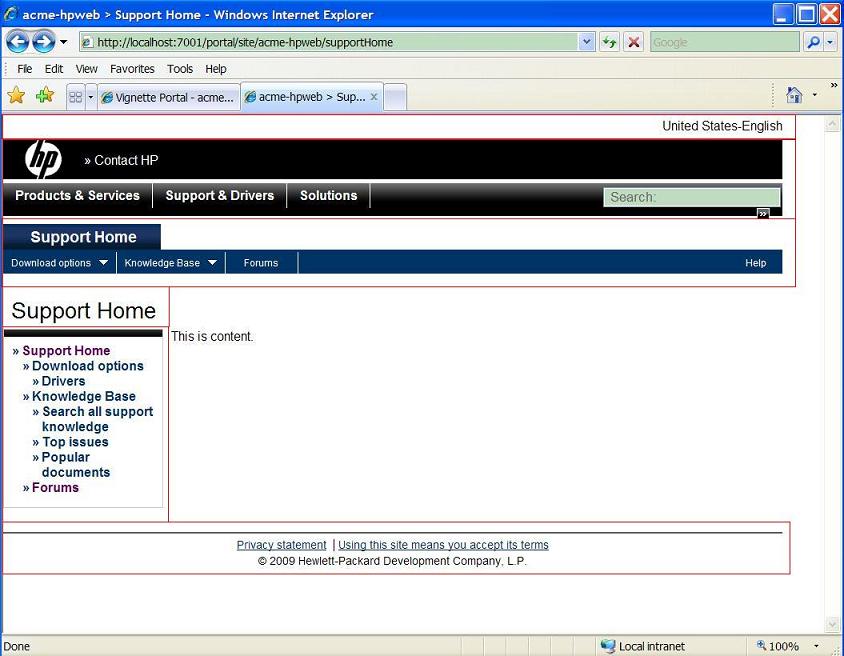 acme-hpweb > Support Home - Windows Internet Explorer
http://localhost:7001/portal/site/acme-hpweb/supportHome
Google
File Edit View Favorites Tools Help
Vignette Portal - acme... acme-hpweb > Sup... x
»
United States-English
hp » Contact HP
Products & Services Support & Drivers Solutions Search:
»
Support Home
Download options Knowledge Base Forums Help
Support Home
This is content.
» Support Home
» Download options
» Drivers
» Knowledge Base
» Search all support
knowledge
» Top issues
» Popular
documents
» Forums
Privacy statement | Using this site means you accept its terms
© 2009 Hewlett-Packard Development Company, L.P.
Done Local intranet 100%